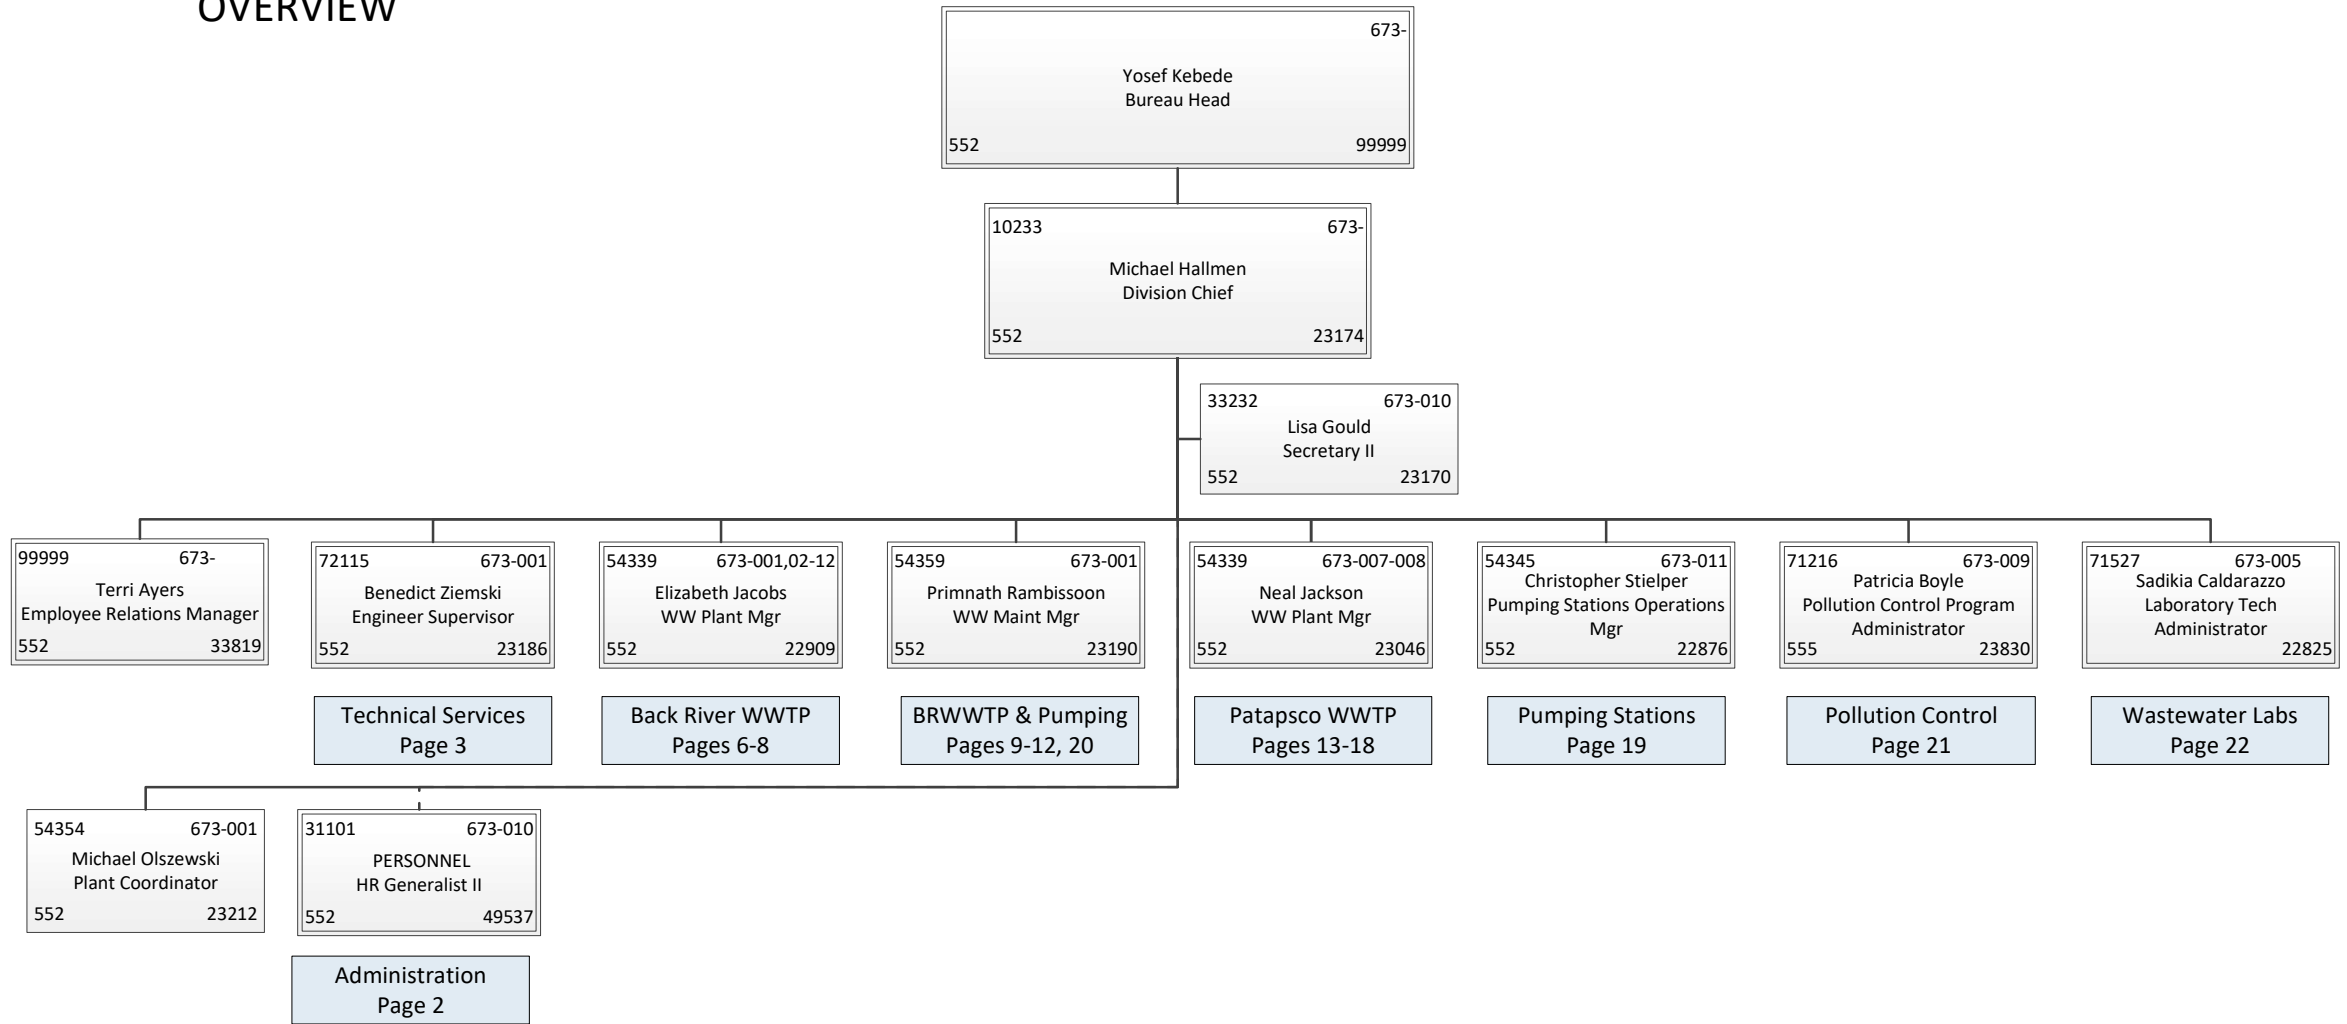 OVERVIEW
673-
Yosef Kebede
Bureau Head
552 99999
10233 673-
Michael Hallmen
Division Chief
552 23174
33232 673-010
Lisa Gould
Secretary II
552 23170
99999 673-
Terri Ayers
Employee Relations Manager
552 33819
72115 673-001
Benedict Ziemski
Engineer Supervisor
552 23186
54339 673-001,02-12
Elizabeth Jacobs
WW Plant Mgr
552 22909
54359 673-001
Primnath Rambissoon
WW Maint Mgr
552 23190
54339 673-007-008
Neal Jackson
WW Plant Mgr
552 23046
54345 673-011
Christopher Stielper
Pumping Stations Operations
Mgr
552 22876
71216 673-009
Patricia Boyle
Pollution Control Program
Administrator
555 23830
71527 673-005
Sadikia Caldarazzo
Laboratory Tech
Administrator
22825
Technical Services
Page 3
Back River WWTP
Pages 6-8
BRWWTP & Pumping
Pages 9-12, 20
Patapsco WWTP
Pages 13-18
Pumping Stations
Page 19
Pollution Control
Page 21
Wastewater Labs
Page 22
54354 673-001
Michael Olszewski
Plant Coordinator
552 23212
31101 673-010
PERSONNEL
HR Generalist II
552 49537
Administration
Page 2